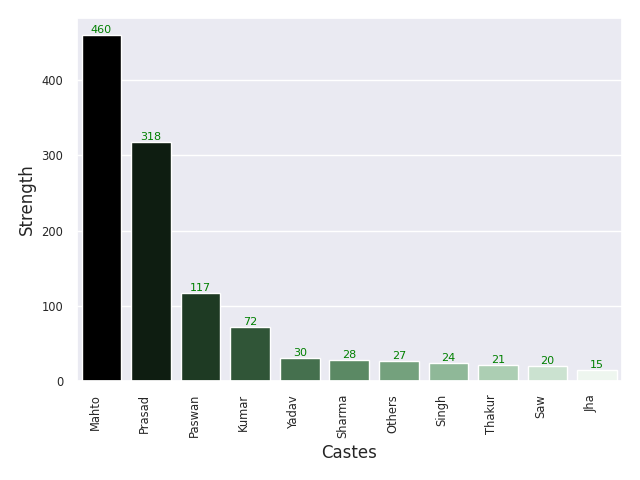 460
318
117
72
30
28
27
24
21
20
15
400
300
200
100
0
Strength
Mahto
Prasad
Paswan
Kumar
Yadav
Sharma
Others
Singh
Thakur
Saw
Jha
Castes